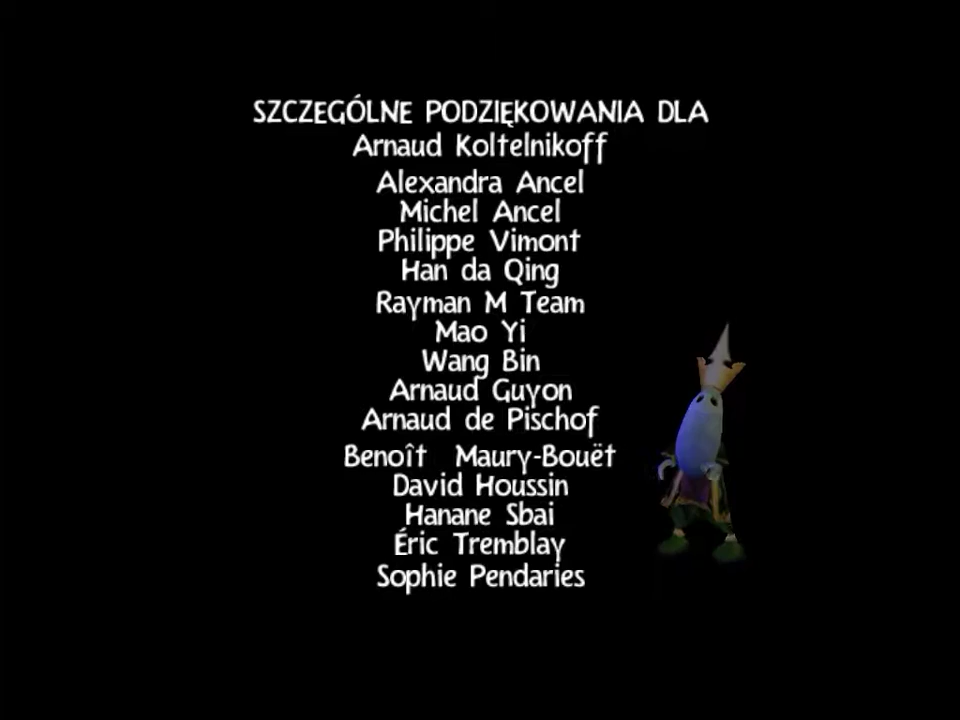 SZCZEGÓLNE PODZIĘKOWANIA DLA
Arnaud Koltelnikoff
Alexandra Ancel
Michel Ancel
Philippe Vimont
Han da Qing
Rayman M Team
Mao Yi
Wang Bin
Arnaud Guyon
Arnaud de Pischof
Benoît Maury-Bouët
David Houssin
Hanane Sbai
Éric Tremblay
Sophie Pendaries